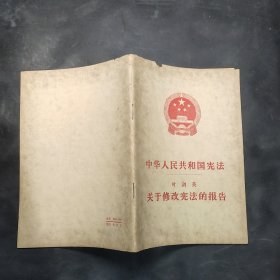 中华人民共和国宪法
叶剑英
关于修改宪法的报告